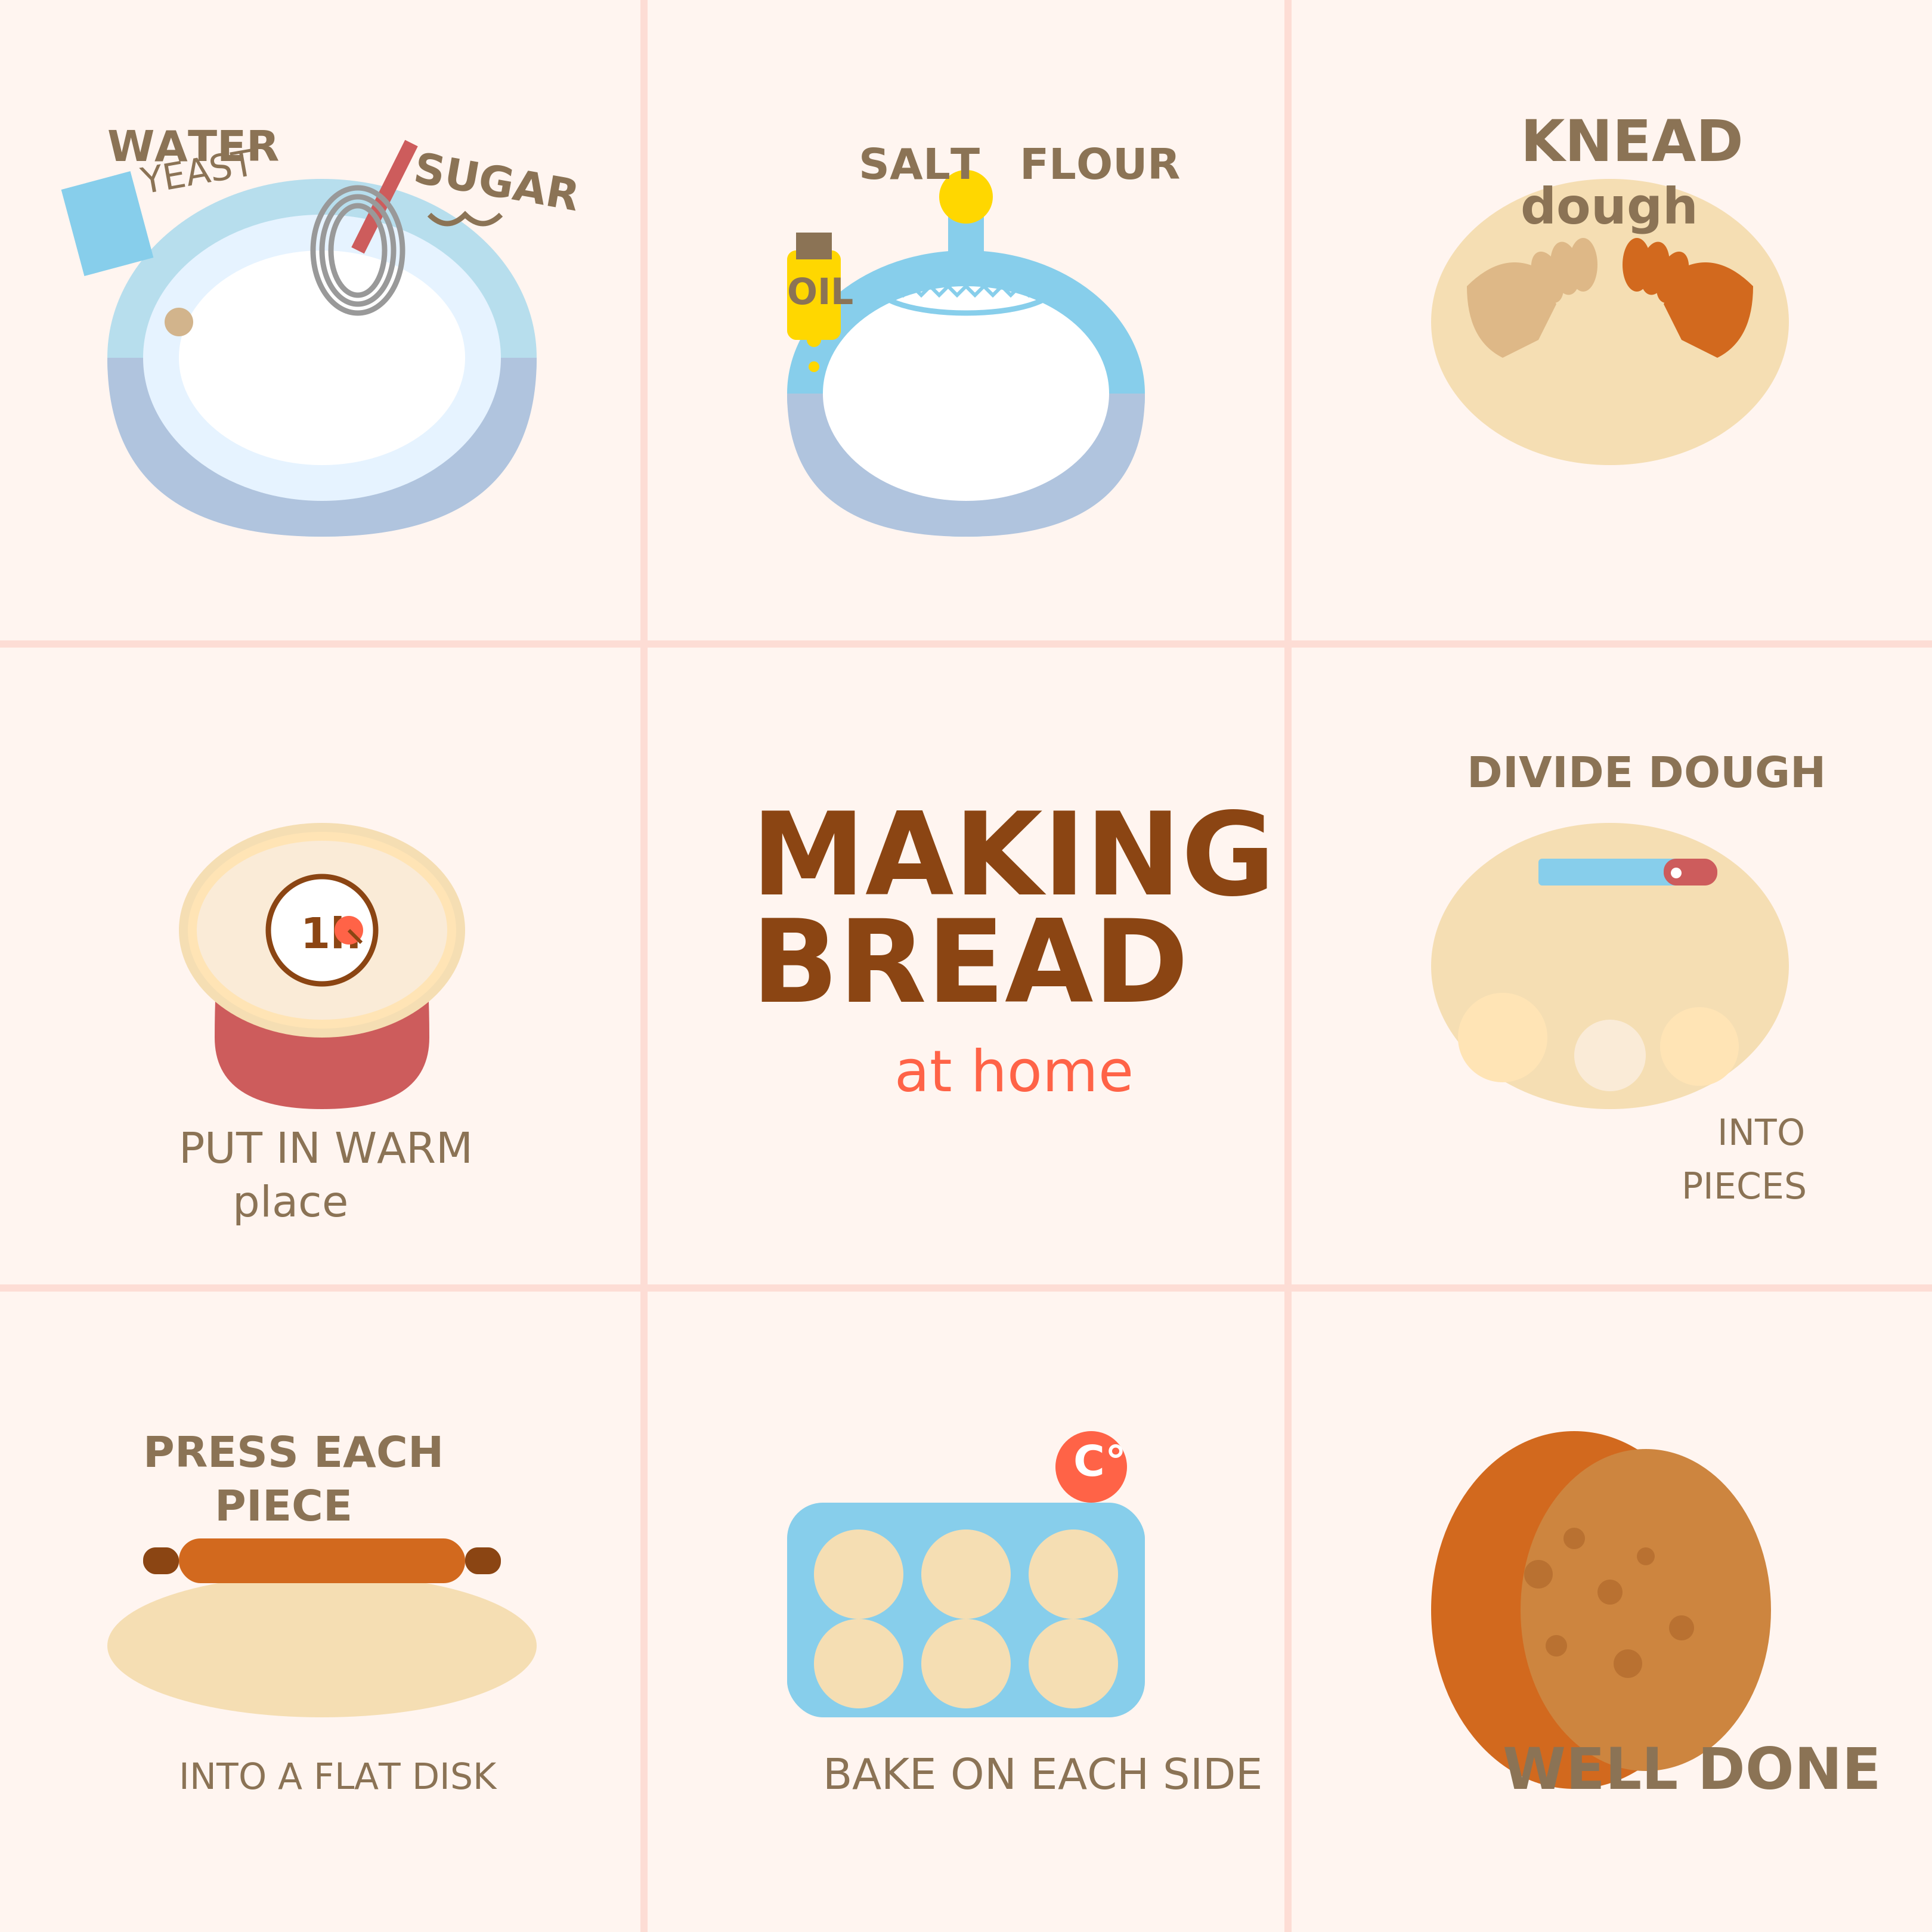 WATER
YEAST
SUGAR
SALT FLOUR
OIL
KNEAD
dough
1h
PUT IN WARM
place
MAKING
BREAD
at home
DIVIDE DOUGH
INTO
PIECES
PRESS EACH
PIECE
INTO A FLAT DISK
C°
BAKE ON EACH SIDE
WELL DONE